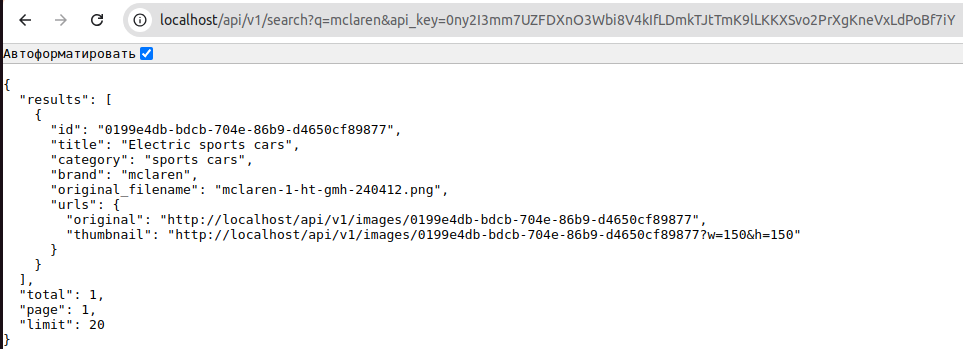 localhost/api/v1/search?q=mclaren&api_key=0ny2I3mm7UZFDXnO3Wbi8V4kIfLDmkTJtTmK9lLKKXSvo2PrXgKneVxLdPoBf7iY
Автоформатировать
{
  "results": [
    {
      "id": "0199e4db-bdcb-704e-86b9-d4650cf89877",
      "title": "Electric sports cars",
      "category": "sports cars",
      "brand": "mclaren",
      "original_filename": "mclaren-1-ht-gmh-240412.png",
      "urls": {
        "original": "http://localhost/api/v1/images/0199e4db-bdcb-704e-86b9-d4650cf89877",
        "thumbnail": "http://localhost/api/v1/images/0199e4db-bdcb-704e-86b9-d4650cf89877?w=150&h=150"
      }
    }
  ],
  "total": 1,
  "page": 1,
  "limit": 20
}